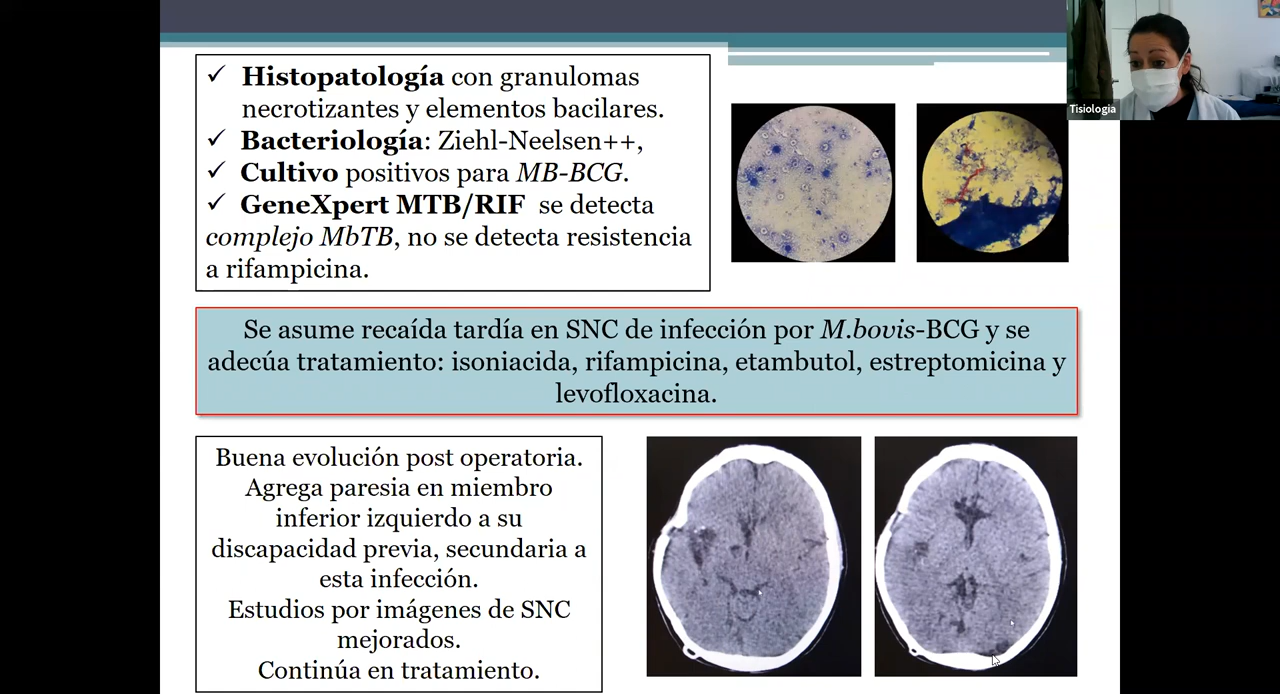 ✓ Histopatología con granulomas
necrotizantes y elementos bacilares.
✓ Bacteriología: Ziehl-Neelsen++,
✓ Cultivo positivos para MB-BCG.
✓ GeneXpert MTB/RIF se detecta
complejo MbTB, no se detecta resistencia
a rifampicina.
Tisiologia
Se asume recaída tardía en SNC de infección por M.bovis-BCG y se
adecúa tratamiento: isoniacida, rifampicina, etambutol, estreptomicina y
levofloxacina.
Buena evolución post operatoria.
Agrega paresia en miembro
inferior izquierdo a su
discapacidad previa, secundaria a
esta infección.
Estudios por imágenes de SNC
mejorados.
Continúa en tratamiento.